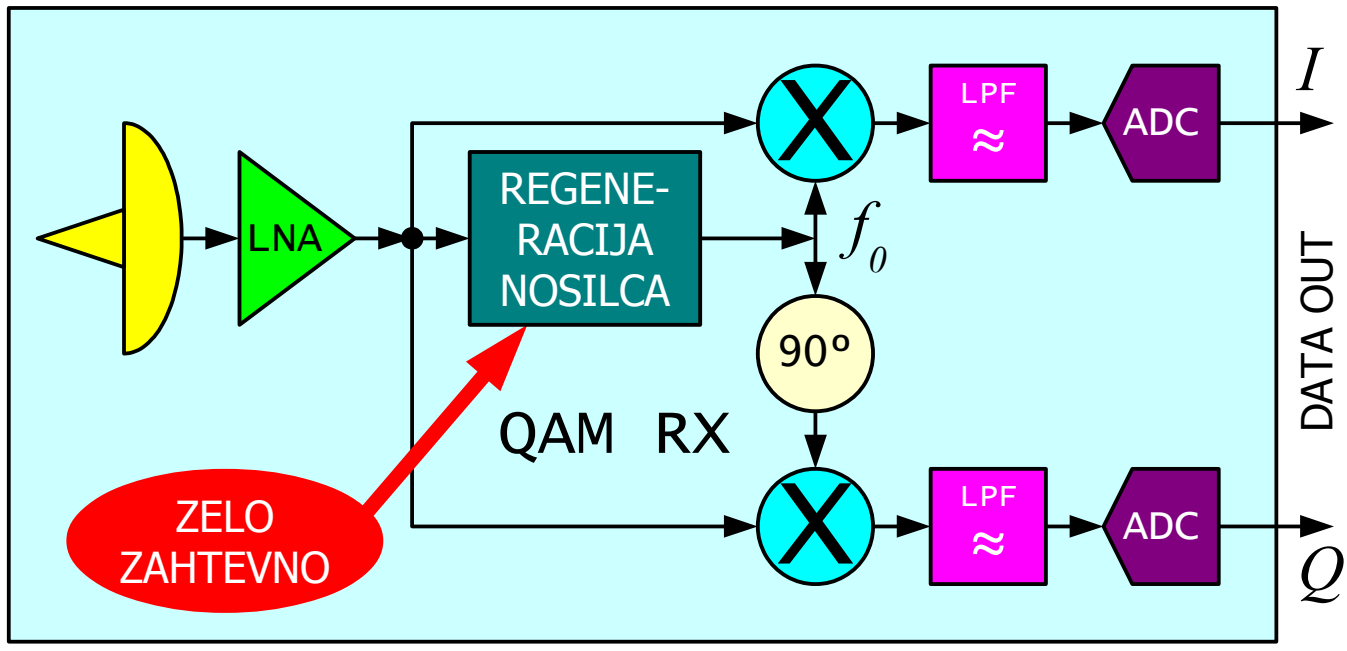 I
LPF
≈
ADC
X
REGENE-
RACIJA
NOSILCA
LNA
f0
DATA OUT
90º
QAM RX
ZELO
ZAHTEVNO
X
LPF
≈
ADC
Q